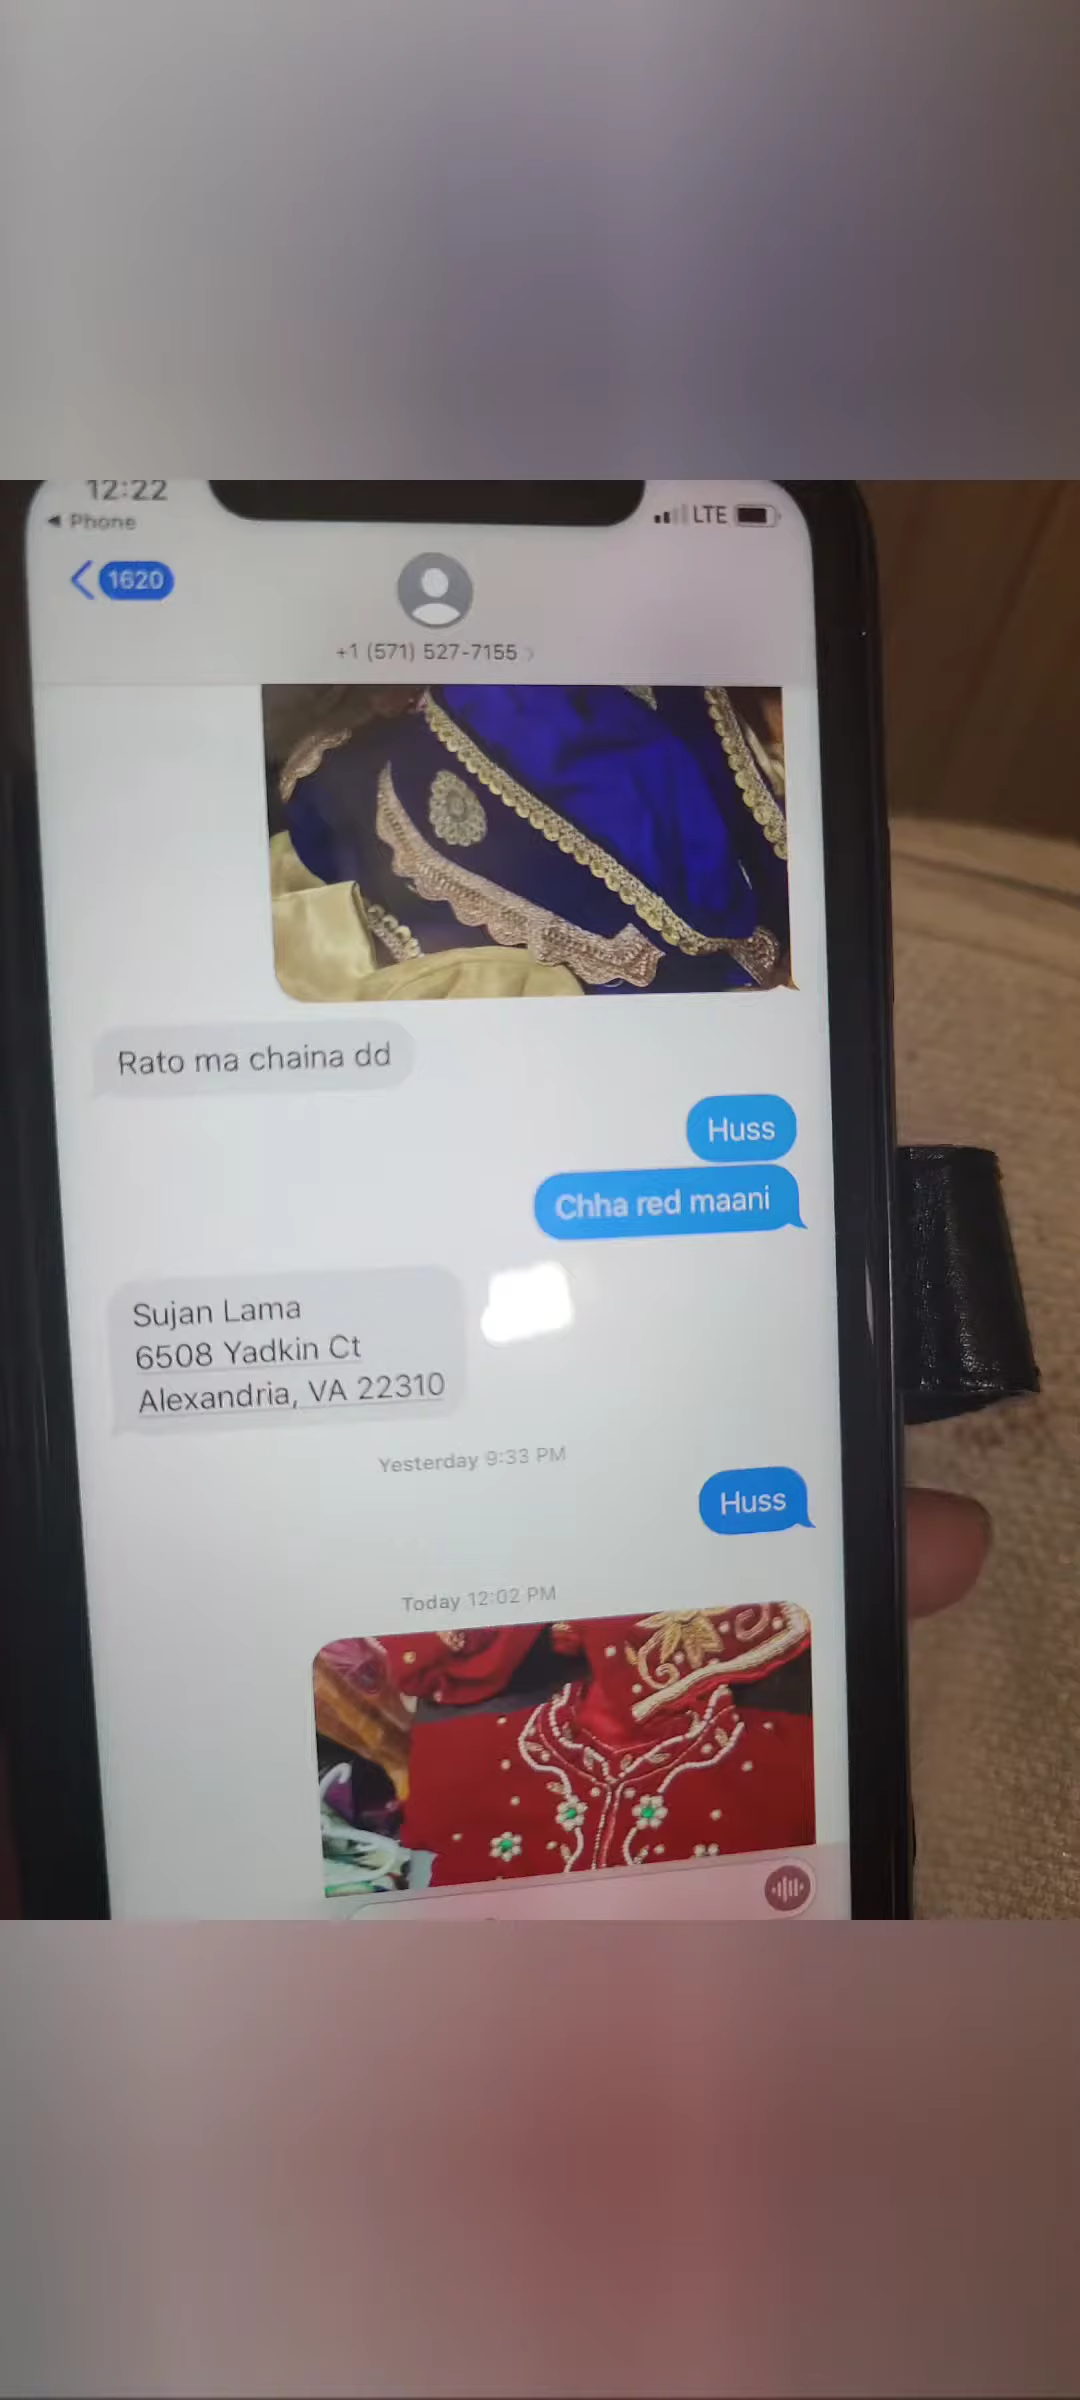 12:22
Phone
LTE
1620
+1 (571) 527-7155
Rato ma chaina dd
Huss
Chha red maani
Sujan Lama
6508 Yadkin Ct
Alexandria, VA 22310
Yesterday 9:33 PM
Huss
Today 12:02 PM